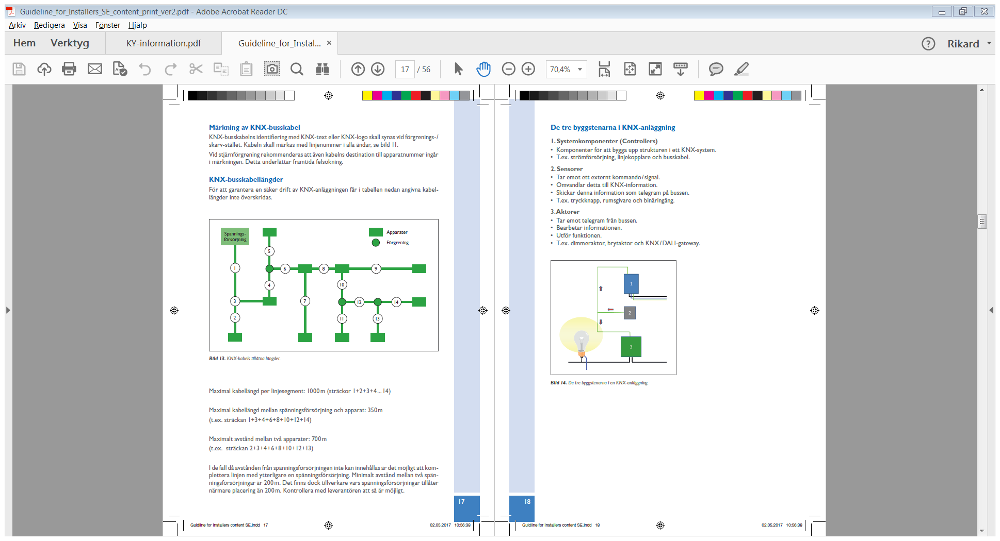 Guideline_for_Installers_SE_content_print_ver2.pdf - Adobe Acrobat Reader DC
Arkiv Redigera Visa Fönster Hjälp
Hem Verktyg KY-information.pdf Guideline_for_Instal... × ? Rikard
17 / 56 70,4%
Märkning av KNX-busskabel
KNX-busskabelns identifiering med KNX-text eller KNX-logo skall synas vid förgrenings-/
skarv-stället. Kabeln skall märkas med linjenummer i alla ändar, se bild 11.
Vid stjärnförgrening rekommenderas att även kabelns destination till apparatnummer ingår
i märkningen. Detta underlättar framtida felsökning.
KNX-busskabellängder
För att garantera en säker drift av KNX-anläggningen får i tabellen nedan angivna kabel-
längder inte överskridas.
Spannings-
försörjning
Apparater
Förgrening
5
1
6
8
9
4
10
3
7
12
14
2
11
13
Bild 13. KNX-kabels tillåtna längder.
Maximal kabellängd per linjesegment: 1000 m (sträckor 1+2+3+4...14)
Maximal kabellängd mellan spänningsförsörjning och apparat: 350 m
(t.ex. sträckan 1+3+4+6+8+10+12+14)
Maximalt avstånd mellan två apparater: 700 m
(t.ex. sträckan 2+3+4+6+8+10+12+13)
I de fall då avstånden från spänningsförsörjningen inte kan innehållas är det möjligt att kom-
plettera linjen med ytterligare en spänningsförsörjning. Minimalt avstånd mellan två spän-
ningsförsörjningar är 200 m. Det finns dock tillverkare vars spänningsförsörjningar tillåter
närmare placering än 200 m. Kontrollera med leverantören att så är möjligt.
17
Guidline for Installers content SE.indd 17 02.05.2017 10:56:38
De tre byggstenarna i KNX-anläggning
1. Systemkomponenter (Controllers)
• Komponenter för att bygga upp strukturen i ett KNX-system.
• T.ex. strömförsörjning, linjekopplare och busskabel.
2. Sensorer
• Tar emot ett externt kommando/signal.
• Omvandlar detta till KNX-information.
• Skickar denna information som telegram på bussen.
• T.ex. tryckknapp, rumsgivare och binäringång.
3. Aktorer
• Tar emot telegram från bussen.
• Bearbetar informationen.
• Utför funktionen.
• T.ex. dimmeraktor, brytaktor och KNX/DALI-gateway.
1
2
3
Bild 14. De tre byggstenarna i en KNX-anläggning.
18
Guidline for Installers content SE.indd 18 02.05.2017 10:56:38